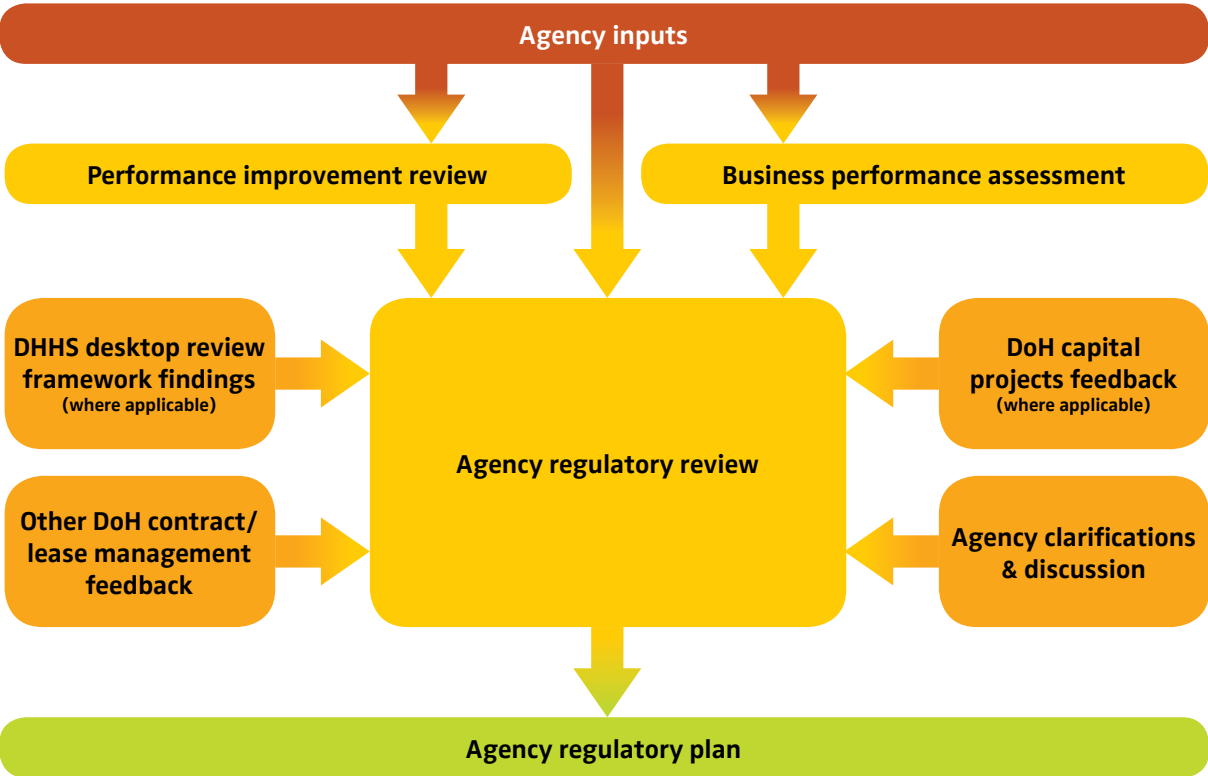 Agency inputs
Performance improvement review
Business performance assessment
DHHS desktop review
framework findings
(where applicable)
DoH capital
projects feedback
(where applicable)
Agency regulatory review
Other DoH contract/
lease management
feedback
Agency clarifications
& discussion
Agency regulatory plan